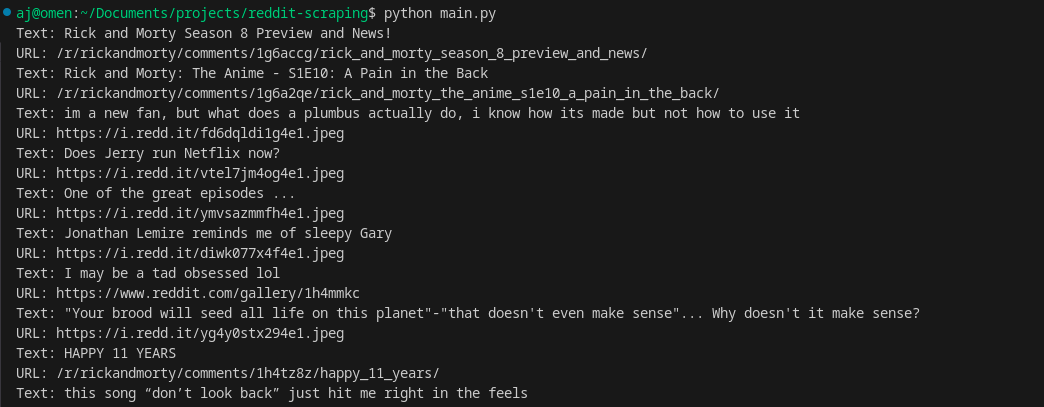 aj@omen:~/Documents/projects/reddit-scraping$ python main.py
Text: Rick and Morty Season 8 Preview and News!
URL: /r/rickandmorty/comments/1g6accg/rick_and_morty_season_8_preview_and_news/
Text: Rick and Morty: The Anime - S1E10: A Pain in the Back
URL: /r/rickandmorty/comments/1g6a2qe/rick_and_morty_the_anime_s1e10_a_pain_in_the_back/
Text: im a new fan, but what does a plumbus actually do, i know how its made but not how to use it
URL: https://i.redd.it/fd6dqldi1g4e1.jpeg
Text: Does Jerry run Netflix now?
URL: https://i.redd.it/vtel7jm4og4e1.jpeg
Text: One of the great episodes ...
URL: https://i.redd.it/ymvsazmmfh4e1.jpeg
Text: Jonathan Lemire reminds me of sleepy Gary
URL: https://i.redd.it/diwk077x4f4e1.jpeg
Text: I may be a tad obsessed lol
URL: https://www.reddit.com/gallery/1h4mmkc
Text: "Your brood will seed all life on this planet"-"that doesn't even make sense"... Why doesn't it make sense?
URL: https://i.redd.it/yg4y0stx294e1.jpeg
Text: HAPPY 11 YEARS
URL: /r/rickandmorty/comments/1h4tz8z/happy_11_years/
Text: this song “don’t look back” just hit me right in the feels